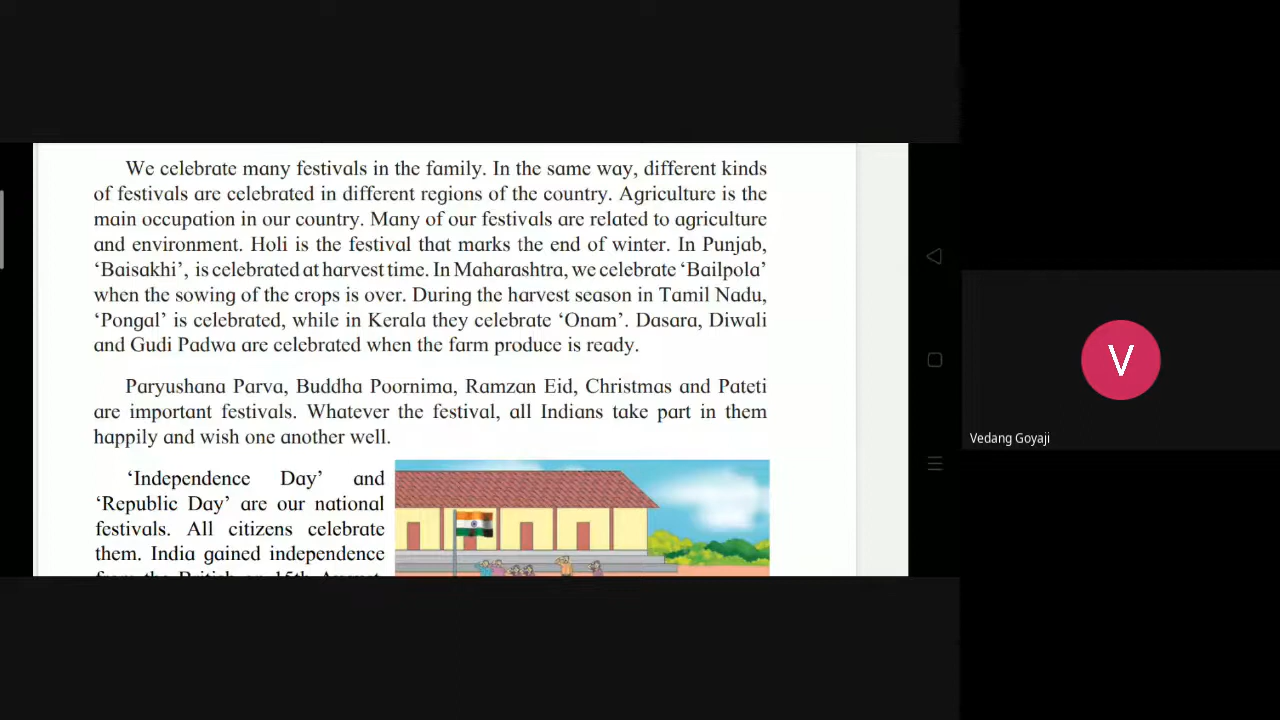 We celebrate many festivals in the family. In the same way, different kinds
of festivals are celebrated in different regions of the country. Agriculture is the
main occupation in our country. Many of our festivals are related to agriculture
and environment. Holi is the festival that marks the end of winter. In Punjab,
‘Baisakhi’, is celebrated at harvest time. In Maharashtra, we celebrate ‘Bailpola’
when the sowing of the crops is over. During the harvest season in Tamil Nadu,
‘Pongal’ is celebrated, while in Kerala they celebrate ‘Onam’. Dasara, Diwali
and Gudi Padwa are celebrated when the farm produce is ready.
Paryushana Parva, Buddha Poornima, Ramzan Eid, Christmas and Pateti
are important festivals. Whatever the festival, all Indians take part in them
happily and wish one another well.
‘Independence Day’ and
‘Republic Day’ are our national
festivals. All citizens celebrate
them. India gained independence
from the British on 15th August,
V
Vedang Goyaji